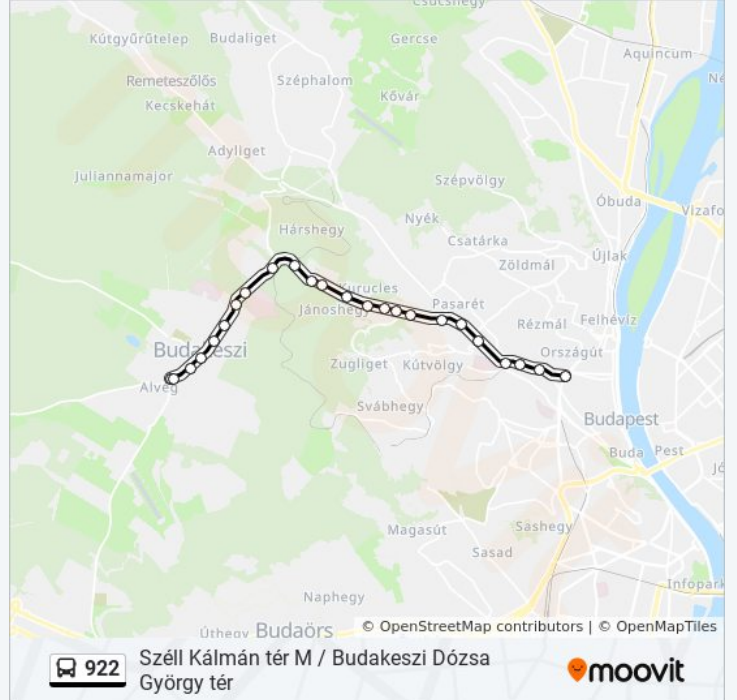 Csúcshegy
Kútgyűrűtelep
Budaliget
Gercse
Aquincum
Remeteszőlős
Széphalom
Kecskehát
Kővár
Adyliget
Juliannamajor
Szépvölgy
Óbuda
Vizafo
Nyék
Hárshegy
Csatárka
Zöldmál
Újlak
Kurucles
Jánoshegy
Pasarét
Rézmál
Felhévíz
Budakeszi
Országút
Zugliget
Kútvölgy
Alvég
Svábhegy
Budapest
Buda
Pest
Magasút
Sashegy
Sasad
Infopark
Naphegy
Úthegy
Budaörs
© OpenStreetMap contributors | © OpenMapTiles
922
Széll Kálmán tér M / Budakeszi Dózsa
György tér
moovit